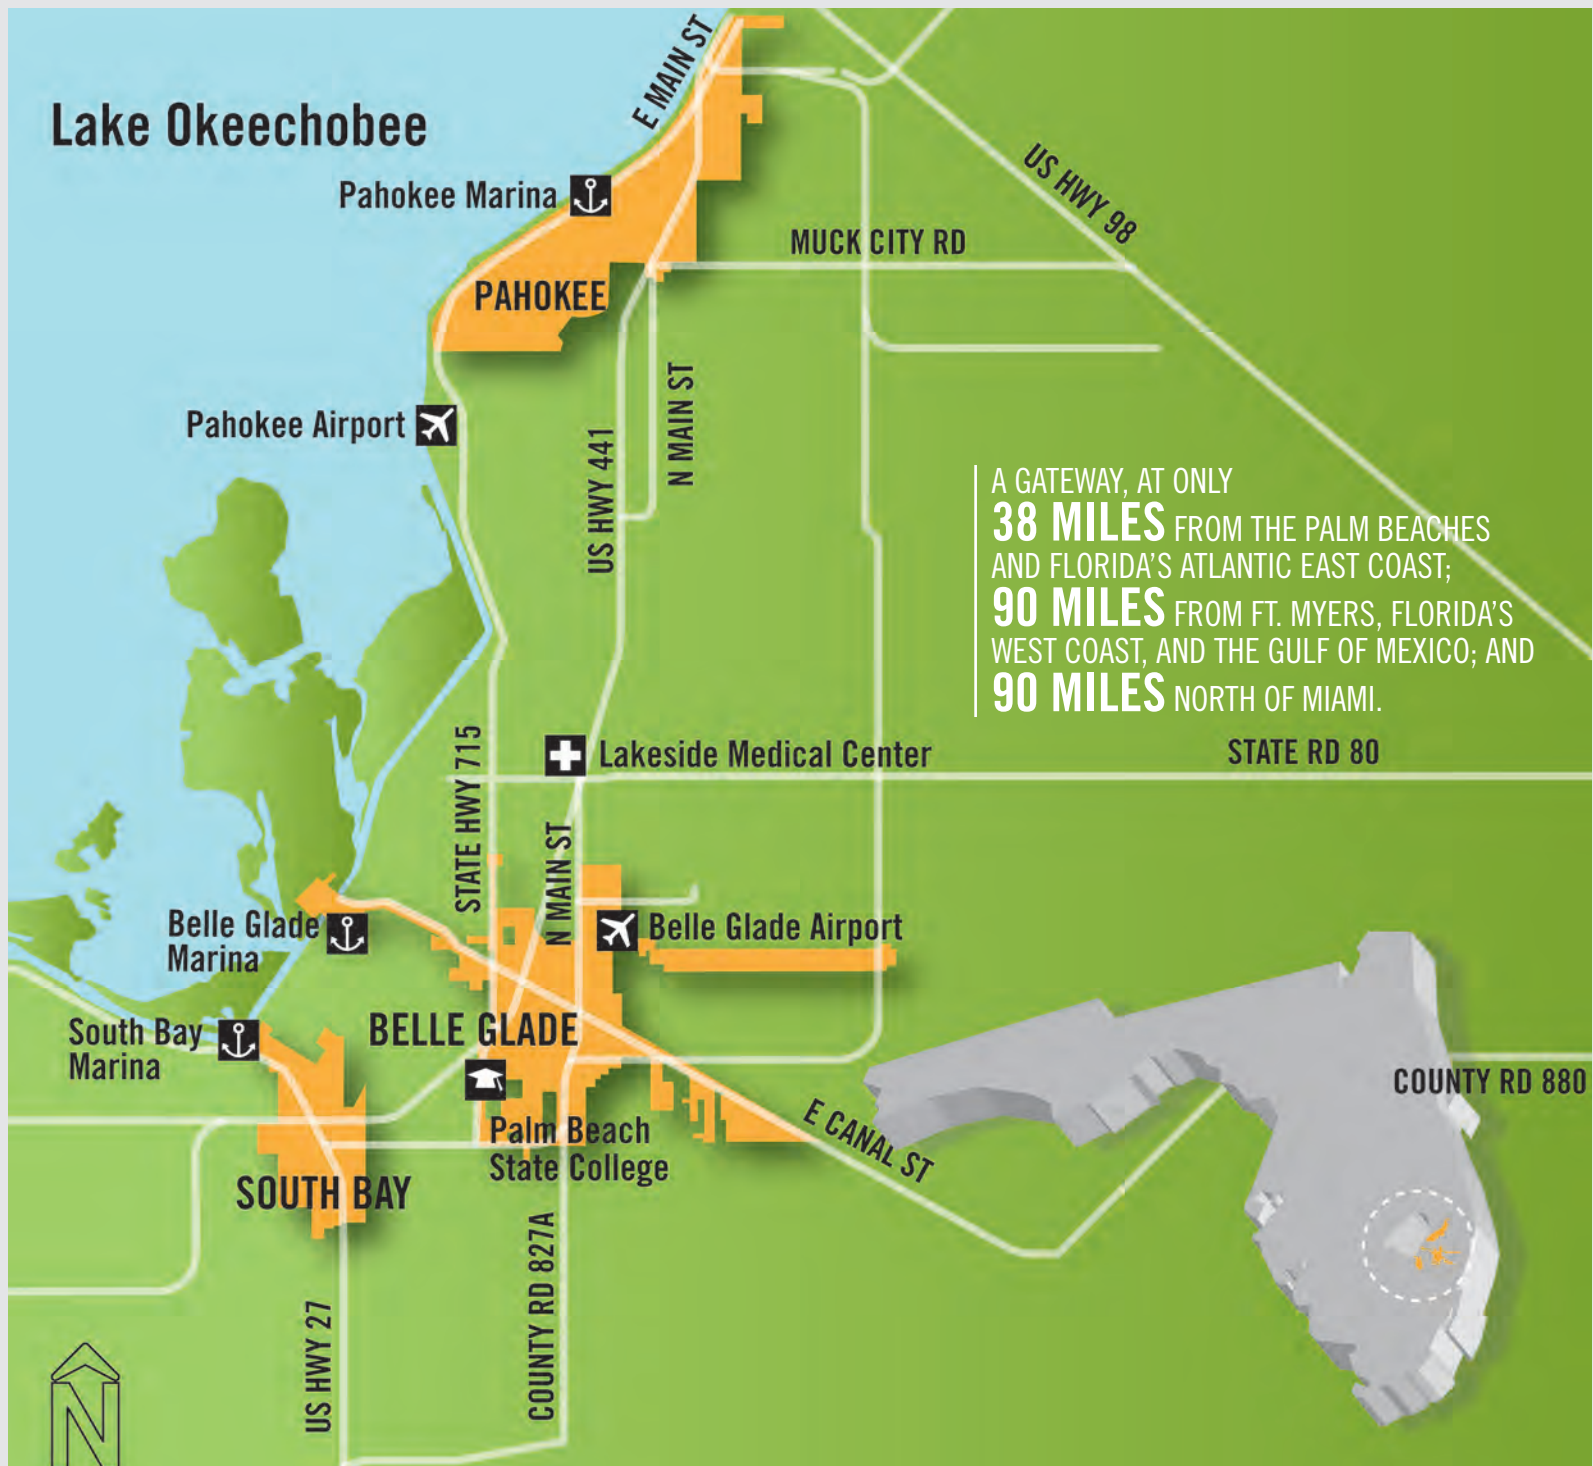 E MAIN ST
Lake Okeechobee
Pahokee Marina
US HWY 98
MUCK CITY RD
PAHOKEE
N MAIN ST
Pahokee Airport
US HWY 441
A GATEWAY, AT ONLY
38 MILES FROM THE PALM BEACHES
AND FLORIDA'S ATLANTIC EAST COAST;
90 MILES FROM FT. MYERS, FLORIDA'S
WEST COAST, AND THE GULF OF MEXICO; AND
90 MILES NORTH OF MIAMI.
STATE HWY 715
Lakeside Medical Center
STATE RD 80
N MAIN ST
Belle Glade
Marina
Belle Glade Airport
South Bay
Marina
BELLE GLADE
COUNTY RD 880
Palm Beach
State College
E CANAL ST
SOUTH BAY
COUNTY RD 827A
US HWY 27
N